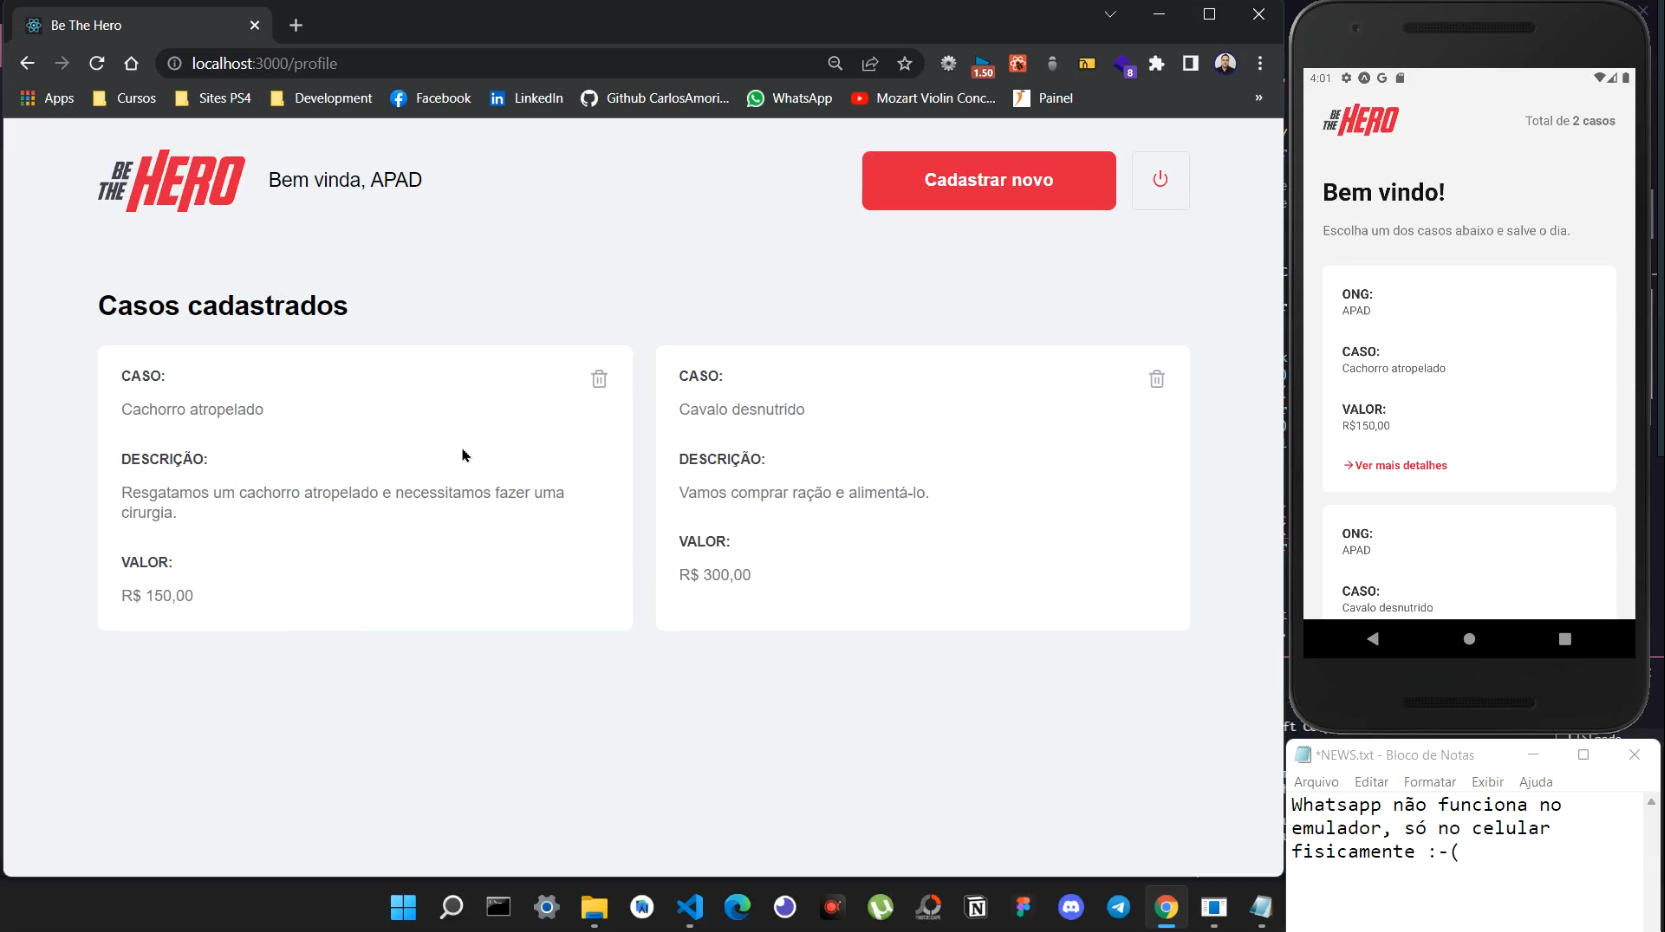 Be The Hero
localhost:3000/profile
1.50
8
Apps
Cursos
Sites PS4
Development
Facebook
LinkedIn
Github CarlosAmori...
WhatsApp
Mozart Violin Conc...
Painel
»
BE THE HERO
Bem vinda, APAD
Cadastrar novo
Casos cadastrados
CASO:
Cachorro atropelado
DESCRIÇÃO:
Resgatamos um cachorro atropelado e necessitamos fazer uma
cirurgia.
VALOR:
R$ 150,00
CASO:
Cavalo desnutrido
DESCRIÇÃO:
Vamos comprar ração e alimentá-lo.
VALOR:
R$ 300,00
4:01
BE THE HERO
Total de 2 casos
Bem vindo!
Escolha um dos casos abaixo e salve o dia.
ONG:
APAD
CASO:
Cachorro atropelado
VALOR:
R$150,00
Ver mais detalhes
ONG:
APAD
CASO:
Cavalo desnutrido
*NEWS.txt - Bloco de Notas
Arquivo Editar Formatar Exibir Ajuda
Whatsapp não funciona no
emulador, só no celular
fisicamente :-(